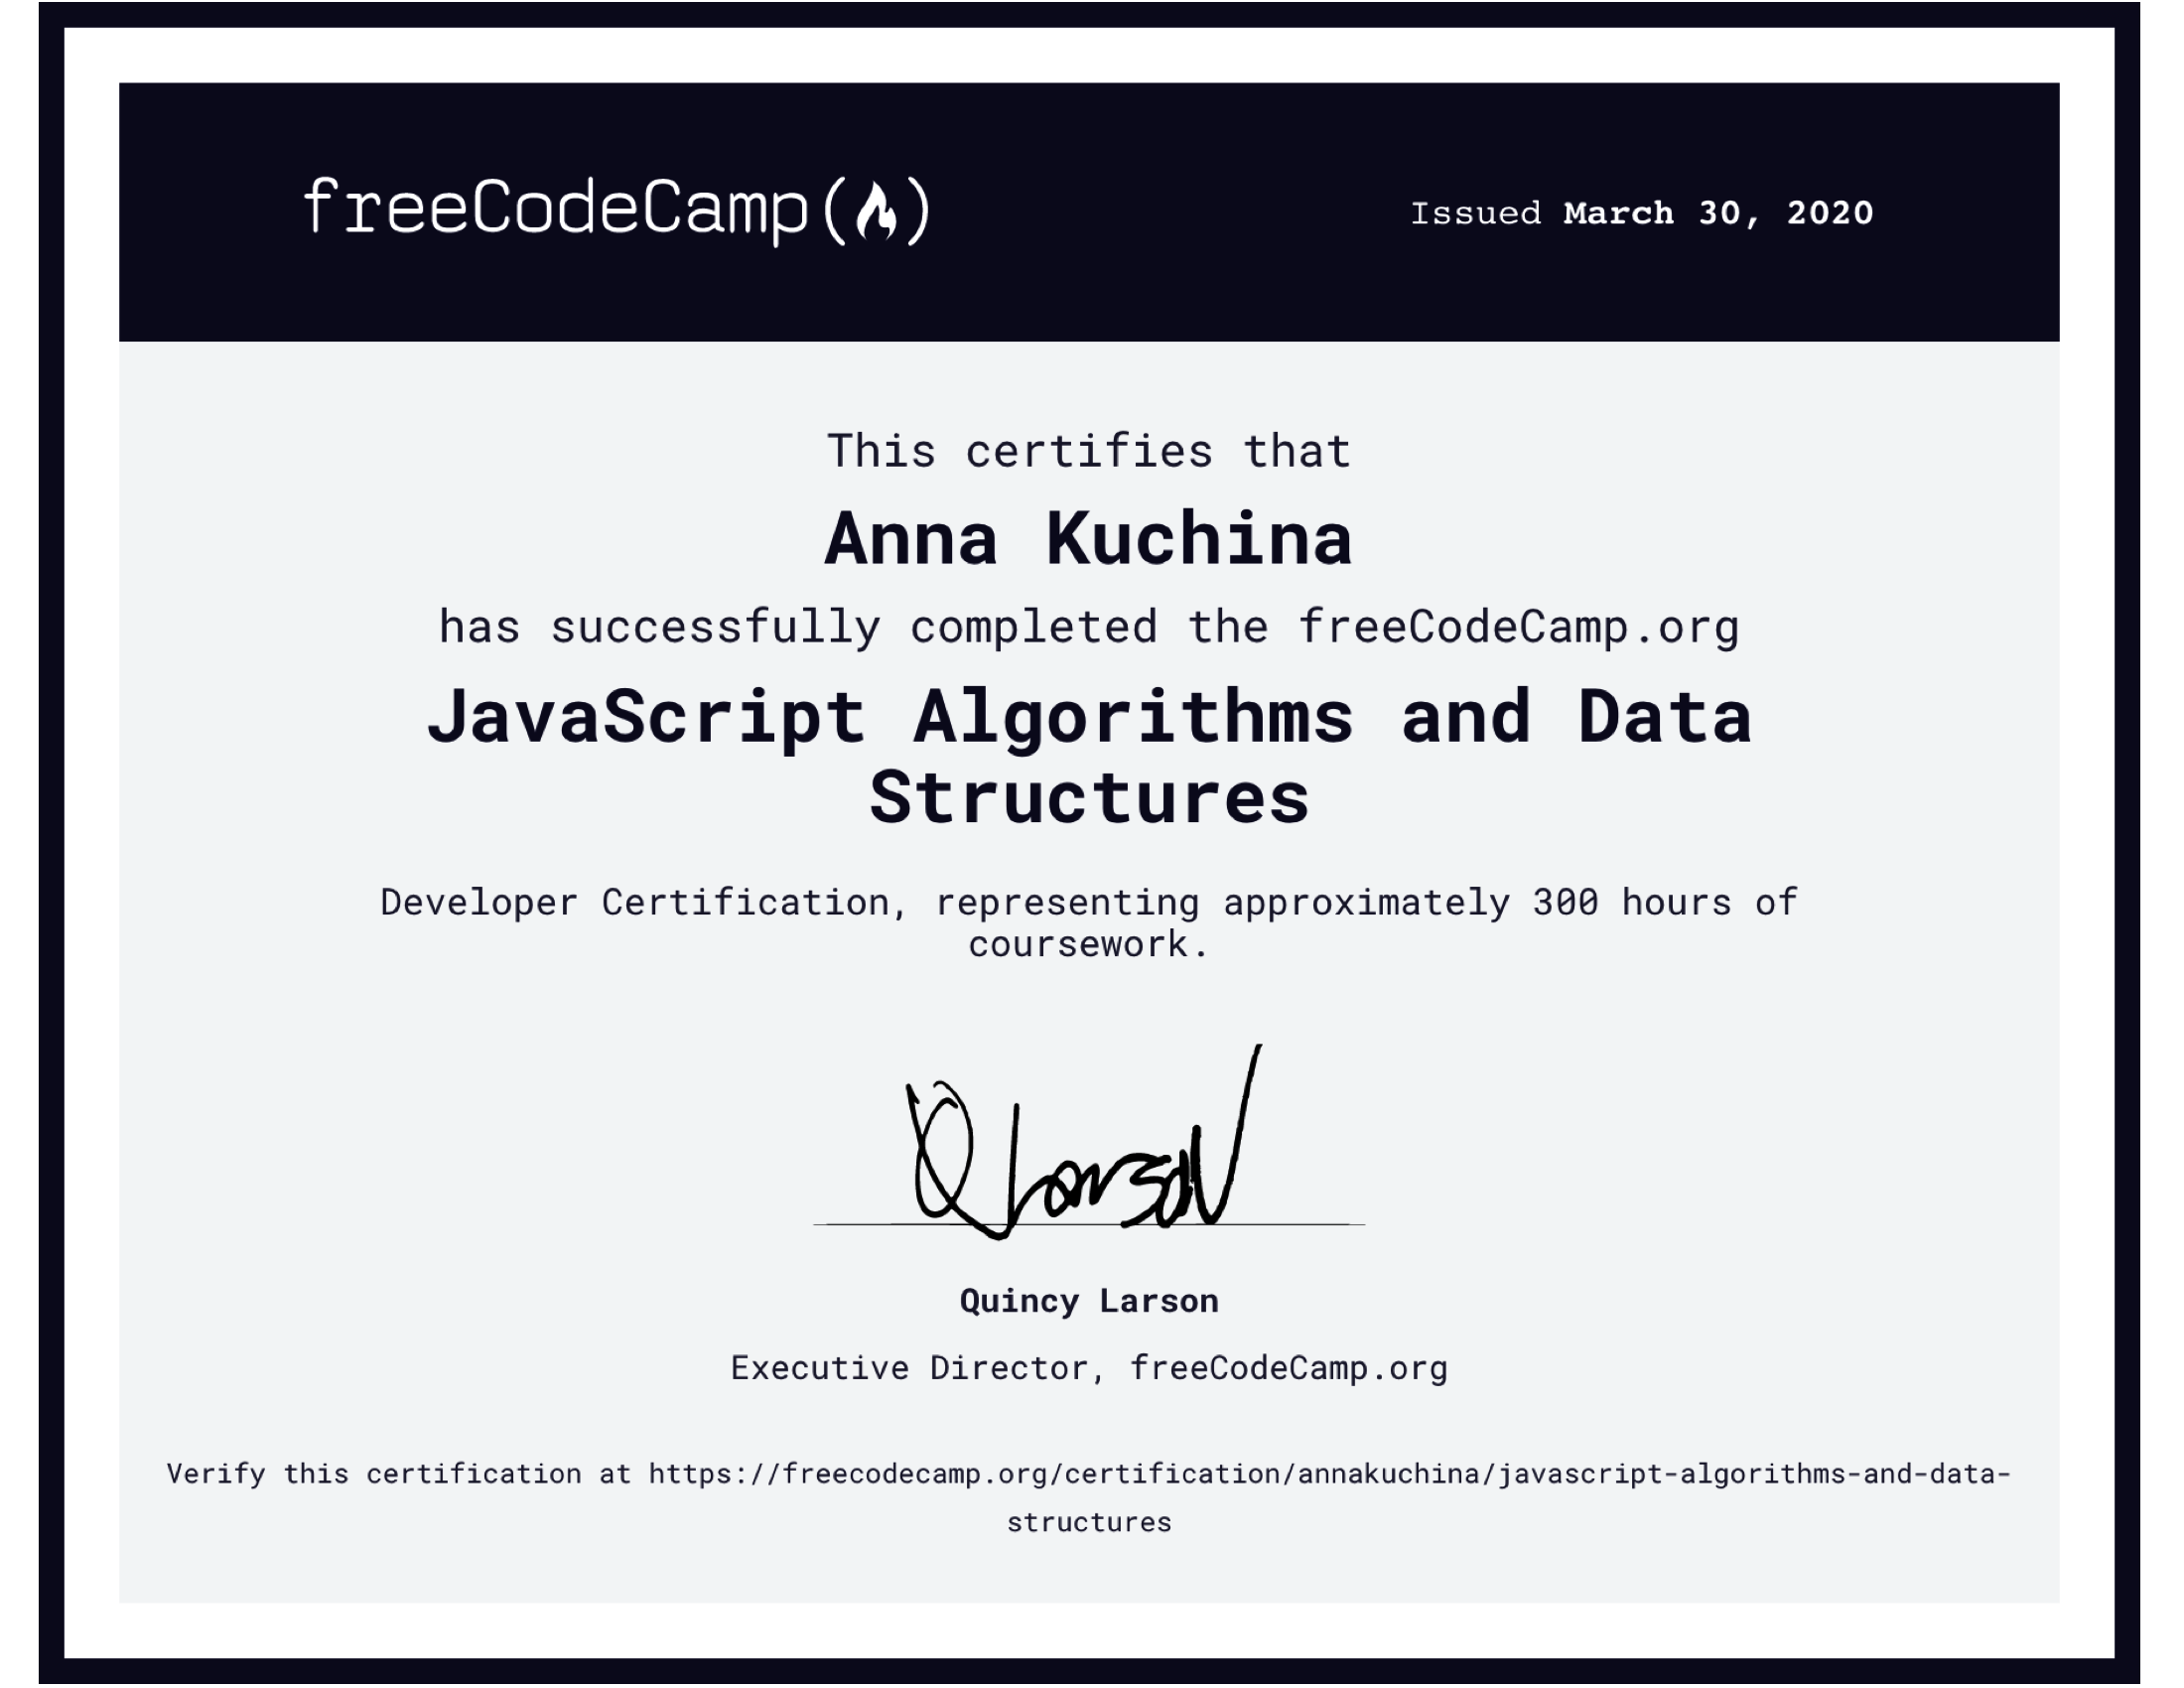 freeCodeCamp(🔥)
Issued March 30, 2020
This certifies that
Anna Kuchina
has successfully completed the freeCodeCamp.org
JavaScript Algorithms and Data
Structures
Developer Certification, representing approximately 300 hours of
coursework.
QLarson
Quincy Larson
Executive Director, freeCodeCamp.org
Verify this certification at https://freecodecamp.org/certification/annakuchina/javascript-algorithms-and-data-
structures